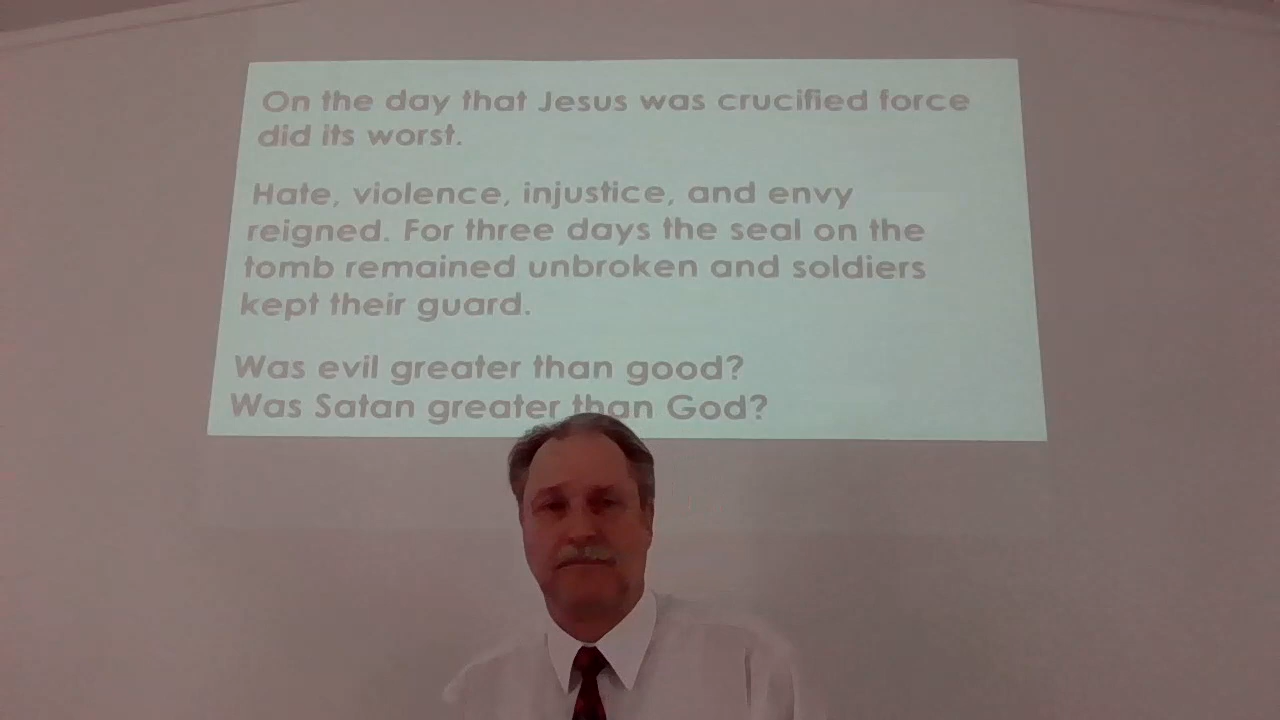 On the day that Jesus was crucified force
did its worst.
Hate, violence, injustice, and envy
reigned. For three days the seal on the
tomb remained unbroken and soldiers
kept their guard.
Was evil greater than good?
Was Satan greater than God?